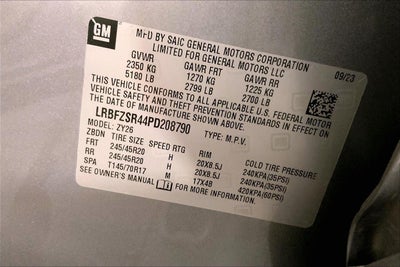 GM
MFD BY SAIC GENERAL MOTORS CORPORATION
LIMITED FOR GENERAL MOTORS LLC
09/23
GVWR GAWR FRT GAWR RR
2350 KG 1270 KG 1225 KG
5180 LB 2799 LB 2700 LB
THIS VEHICLE CONFORMS TO ALL APPLICABLE U.S. FEDERAL MOTOR
VEHICLE SAFETY AND THEFT PREVENTION STANDARDS IN EFFECT ON
THE DATE OF MANUFACTURE SHOWN ABOVE.
LRBFZSR44PD208790 TYPE: M.P.V.
MODEL: ZY26
ZBDN TIRE SIZE SPEED RTG RIM COLD TIRE PRESSURE
FRT 245/45R20 H 20X8.5J 240KPA(35PSI)
RR 245/45R20 H 20X8.5J 240KPA(35PSI)
SPA T145/70R17 M 17X4B 420KPA(60PSI)
SEE OWNER'S MANUAL FOR MORE INFORMATION.